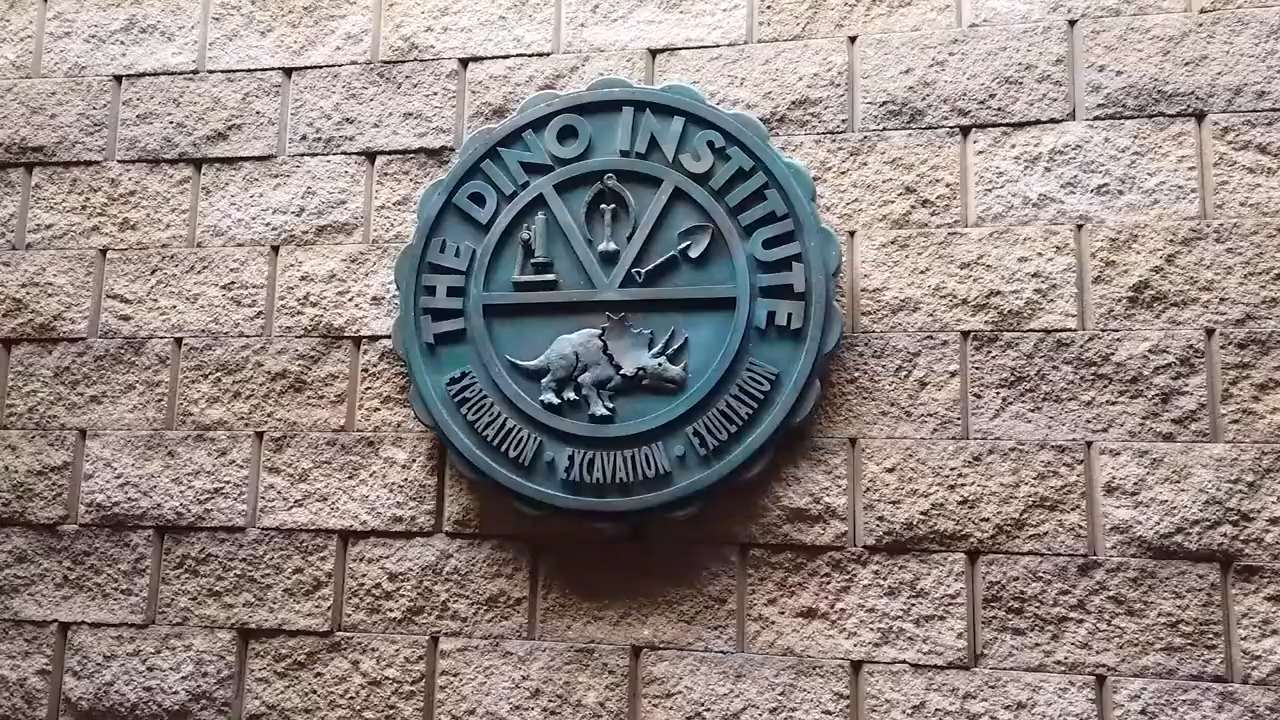 THE DINO INSTITUTE
EXPLORATION • EXCAVATION • EXULTATION